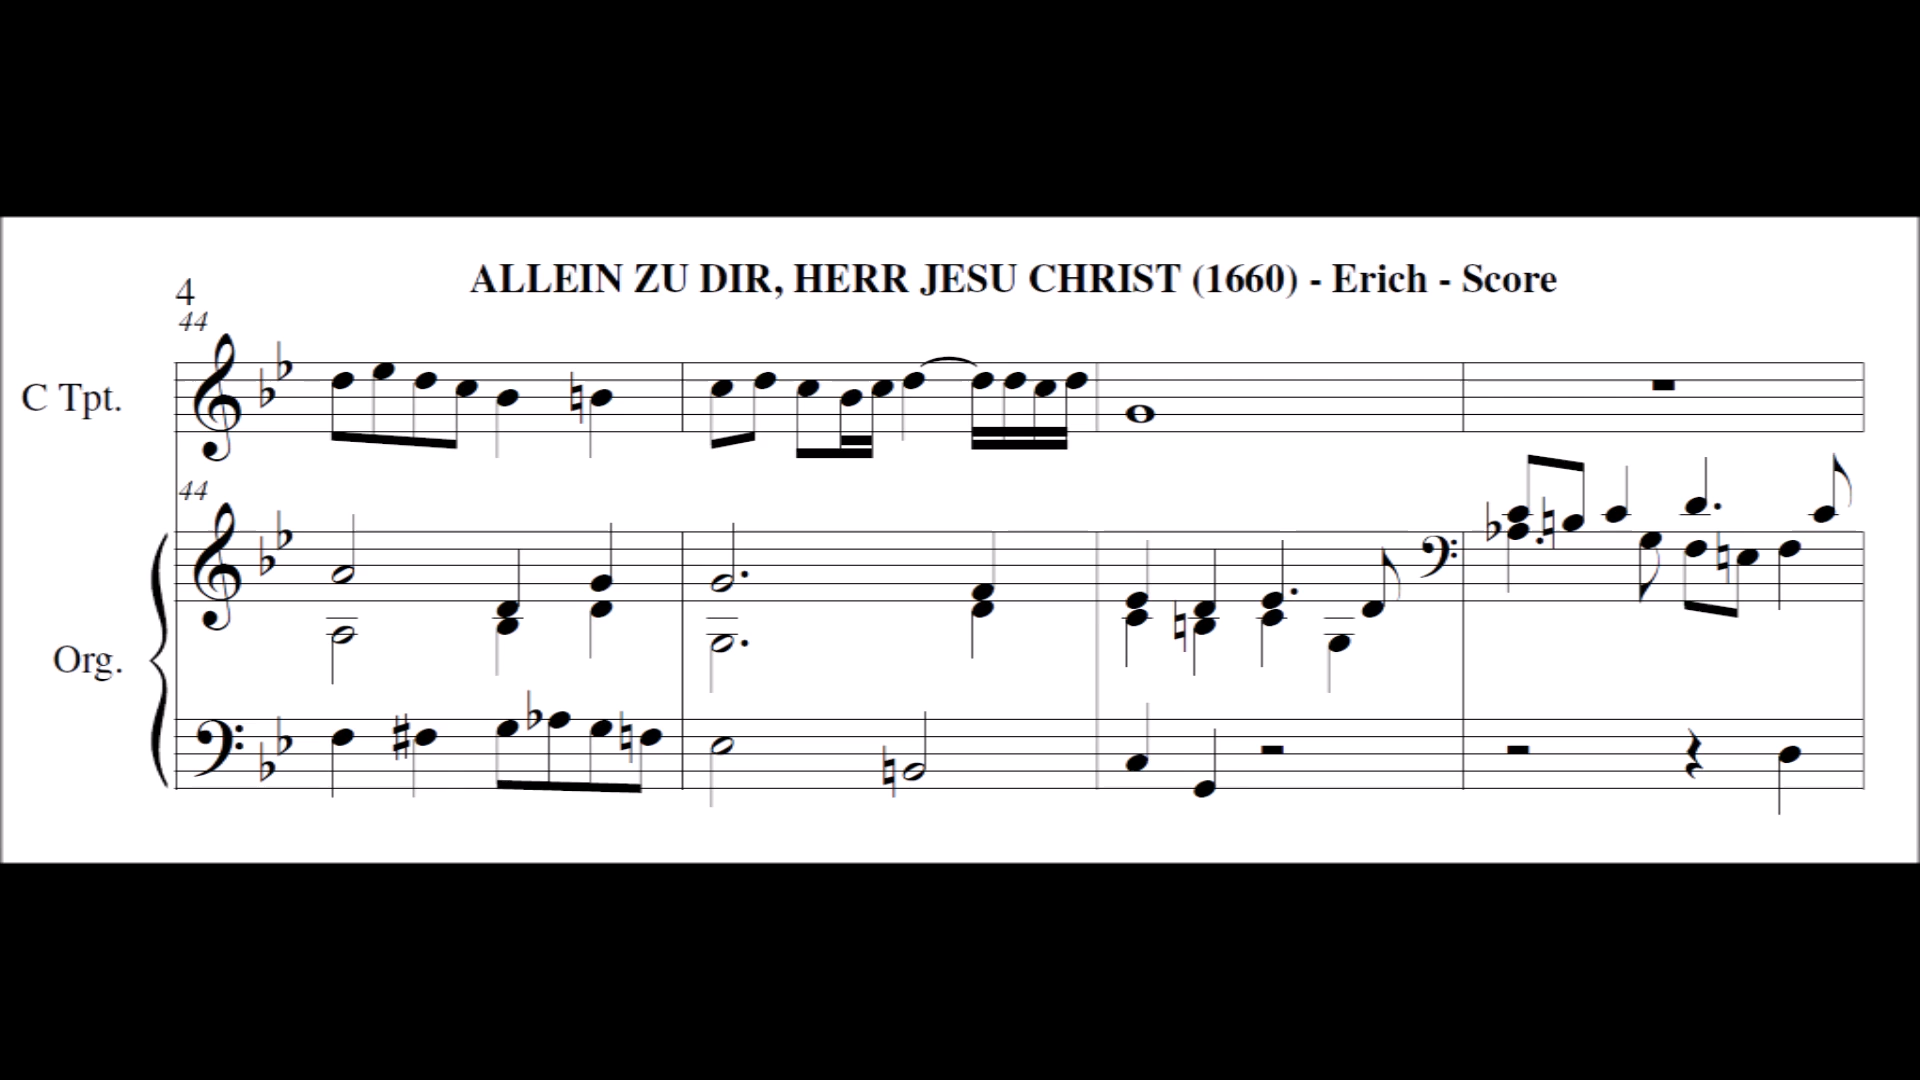 ALLEIN ZU DIR, HERR JESU CHRIST (1660) - Erich - Score
4
44
C Tpt.
44
Org.